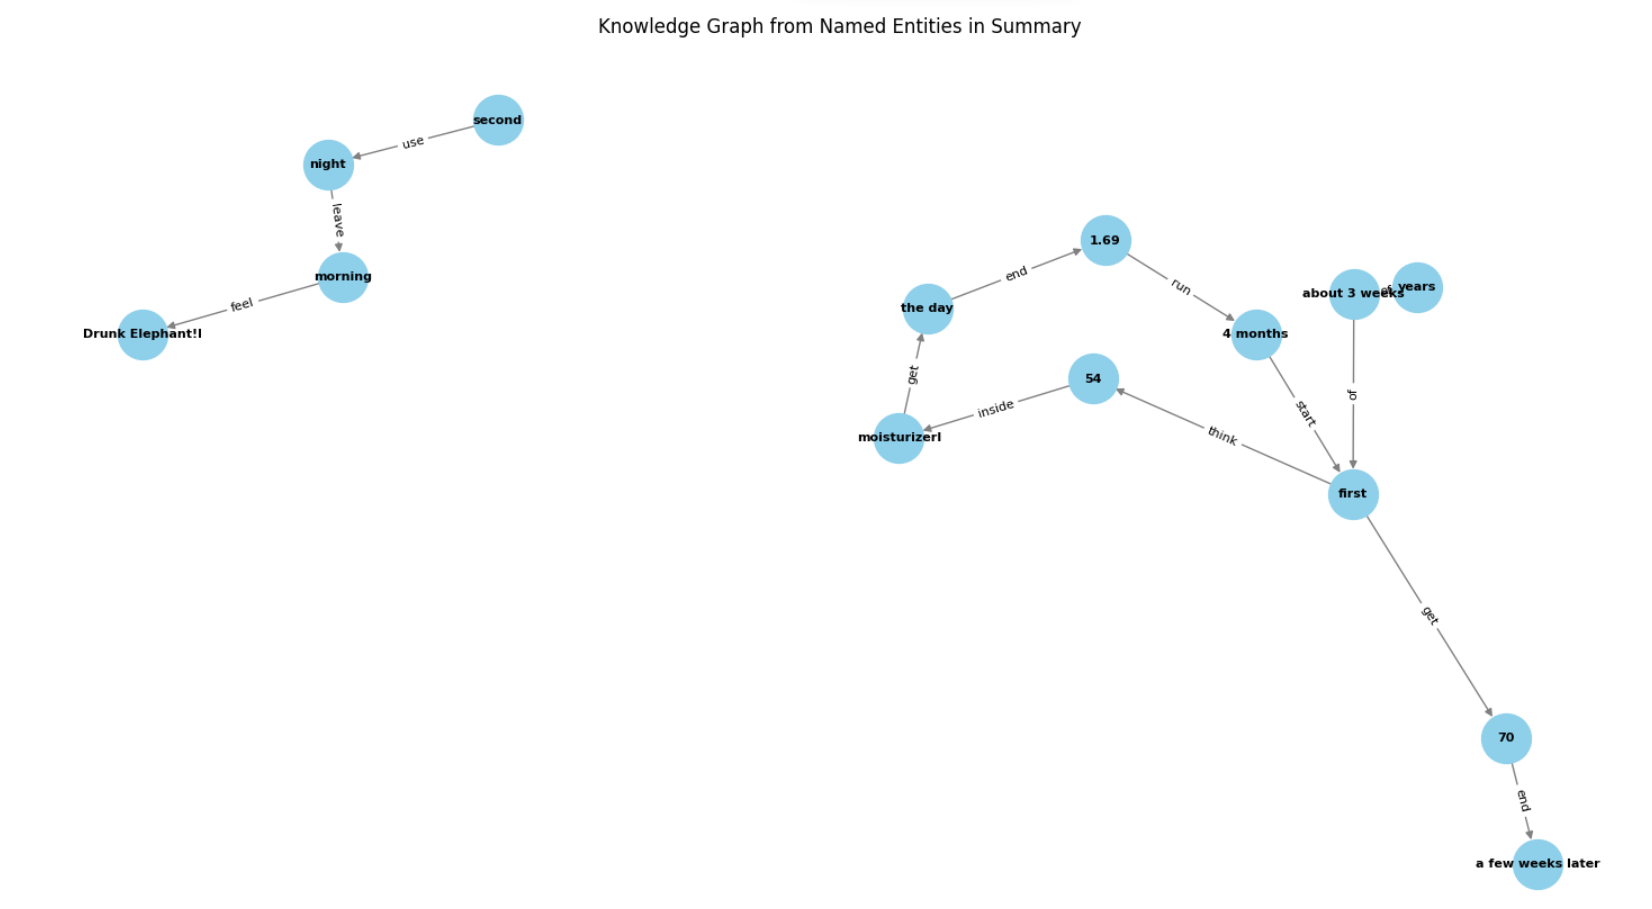 Knowledge Graph from Named Entities in Summary
second
use
night
leave
morning
feel
Drunk Elephant!I
1.69
end
run
the day
about 3 weeks
of
years
4 months
get
54
inside
moisturizerI
think
start
of
first
get
70
end
a few weeks later